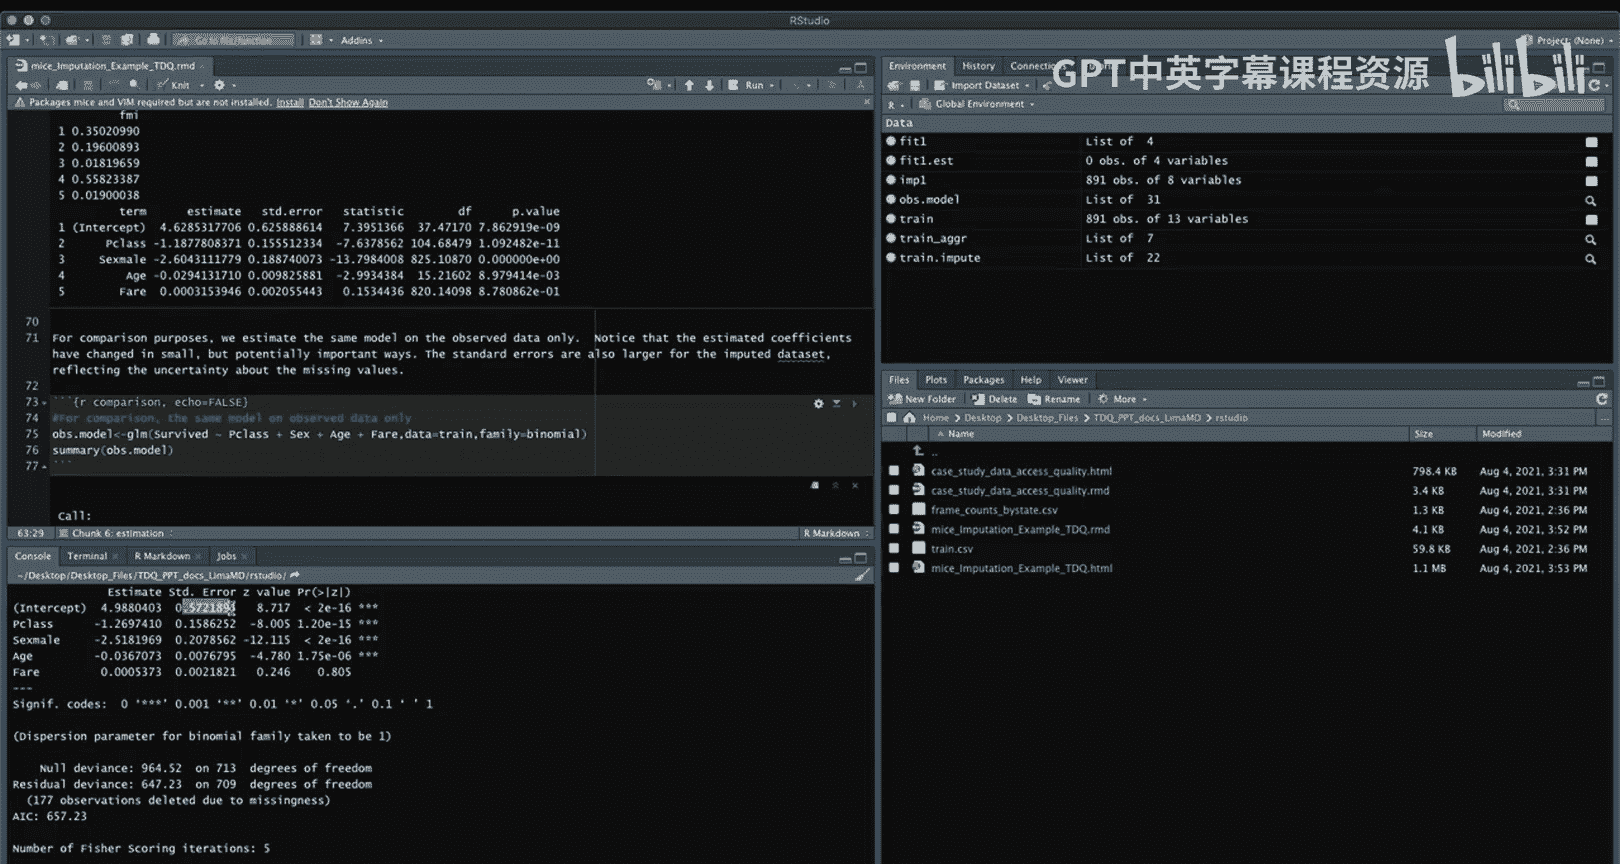 RStudio
Go to file/function
Addins
Project: (None)
GPT中英字幕课程资源
bilibili
mice_Imputation_Example_TDQ.rmd
Knit
Run
Packages mice and VIM required but are not installed. Install Don't Show Again
fmi
1 0.35020990
2 0.19600893
3 0.01819659
4 0.55823387
5 0.01900038
term estimate std.error statistic df p.value
1 (Intercept) 4.6285317706 0.625888614 7.3951366 37.47170 7.862919e-09
2 Pclass -1.1877808371 0.155512334 -7.6378562 104.68479 1.092482e-11
3 Sexmale -2.6043111779 0.188740073 -13.7984008 825.10870 0.000000e+00
4 Age -0.0294131710 0.009825881 -2.9934384 15.21602 8.979414e-03
5 Fare 0.0003153946 0.002055443 0.1534436 820.14098 8.780862e-01
70
71 For comparison purposes, we estimate the same model on the observed data only. Notice that the estimated coefficients
have changed in small, but potentially important ways. The standard errors are also larger for the imputed dataset,
reflecting the uncertainty about the missing values.
72
73 ```{r comparison, echo=FALSE}
74 #For comparison, the same model on observed data only
75 obs.model<-glm(Survived ~ Pclass + Sex + Age + Fare,data=train,family=binomial)
76 summary(obs.model)
77 ```
Call:
63:29 Chunk 6: estimation R Markdown
Console Terminal R Markdown Jobs
~/Desktop/Desktop_Files/TDQ_PPT_docs_LimaMD/rstudio/
Estimate Std. Error z value Pr(>|z|)
(Intercept) 4.9880403 0.5721893 8.717 < 2e-16 ***
Pclass -1.2697410 0.1586252 -8.005 1.20e-15 ***
Sexmale -2.5181969 0.2078562 -12.115 < 2e-16 ***
Age -0.0367073 0.0076795 -4.780 1.75e-06 ***
Fare 0.0005373 0.0021821 0.246 0.805
---
Signif. codes: 0 '***' 0.001 '**' 0.01 '*' 0.05 '.' 0.1 ' ' 1
(Dispersion parameter for binomial family taken to be 1)
Null deviance: 964.52 on 713 degrees of freedom
Residual deviance: 647.23 on 709 degrees of freedom
(177 observations deleted due to missingness)
AIC: 657.23
Number of Fisher Scoring iterations: 5
Environment History Connections
Import Dataset
R Global Environment
Data
fit1 List of 4
fit1.est 0 obs. of 4 variables
imp1 891 obs. of 8 variables
obs.model List of 31
train 891 obs. of 13 variables
train_aggr List of 7
train.impute List of 22
Files Plots Packages Help Viewer
New Folder Delete Rename More
Home > Desktop > Desktop_Files > TDQ_PPT_docs_LimaMD > rstudio
Name Size Modified
..
case_study_data_access_quality.html 798.4 KB Aug 4, 2021, 3:31 PM
case_study_data_access_quality.rmd 3.4 KB Aug 4, 2021, 3:31 PM
frame_counts_bystate.csv 1.3 KB Aug 4, 2021, 2:36 PM
mice_Imputation_Example_TDQ.rmd 4.1 KB Aug 4, 2021, 3:52 PM
train.csv 59.8 KB Aug 4, 2021, 2:36 PM
mice_Imputation_Example_TDQ.html 1.1 MB Aug 4, 2021, 3:53 PM